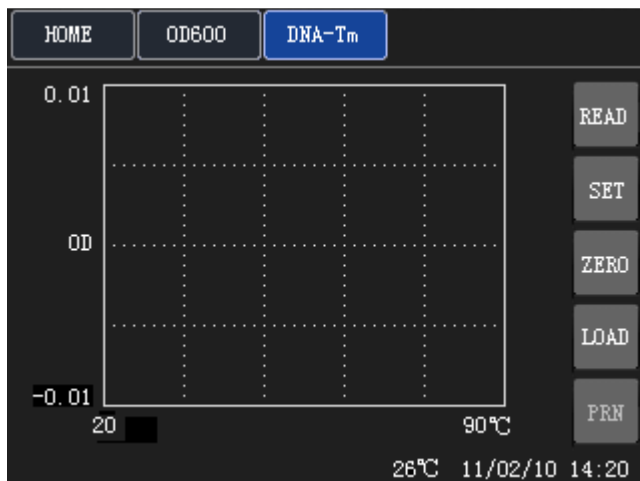 HOME OD600 DNA-Tm
0.01
READ
SET
OD
ZERO
LOAD
-0.01
PRN
20 90℃
26℃ 11/02/10 14:20